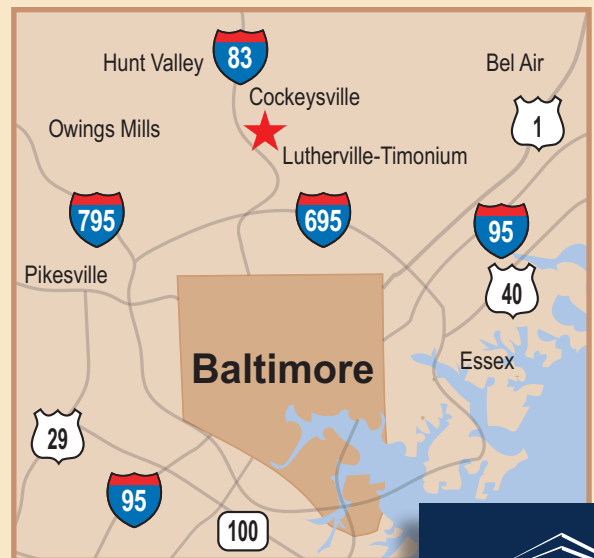 Hunt Valley
83
Bel Air
Cockeysville
Owings Mills
1
Lutherville-Timonium
795
695
95
Pikesville
40
Baltimore
Essex
29
95
100